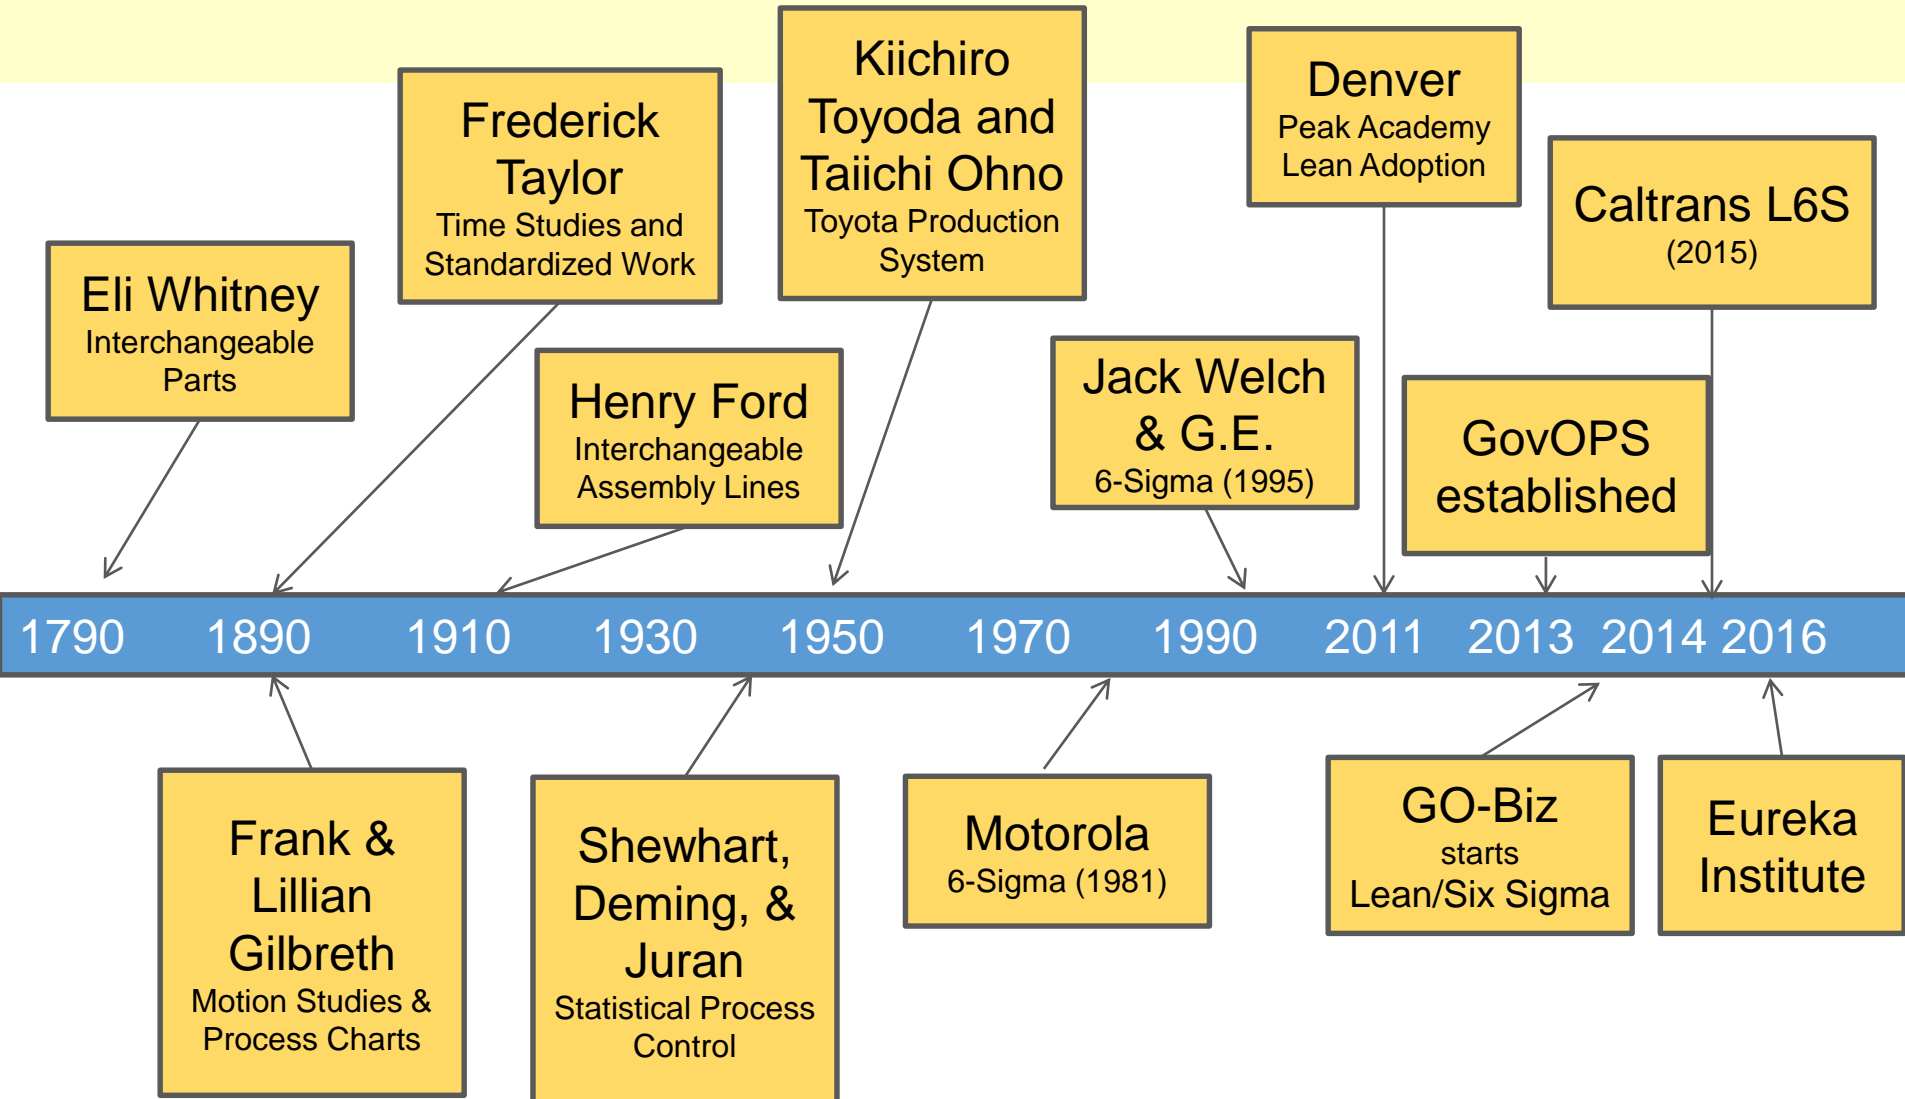 Kiichiro
Toyoda and
Taiichi Ohno
Toyota Production
System
Denver
Peak Academy
Lean Adoption
Frederick
Taylor
Time Studies and
Standardized Work
Caltrans L6S
(2015)
Eli Whitney
Interchangeable
Parts
Henry Ford
Interchangeable
Assembly Lines
Jack Welch
& G.E.
6-Sigma (1995)
GovOPS
established
1790 1890 1910 1930 1950 1970 1990 2011 2013 2014 2016
Frank &
Lillian
Gilbreth
Motion Studies &
Process Charts
Shewhart,
Deming, &
Juran
Statistical Process
Control
Motorola
6-Sigma (1981)
GO-Biz
starts
Lean/Six Sigma
Eureka
Institute